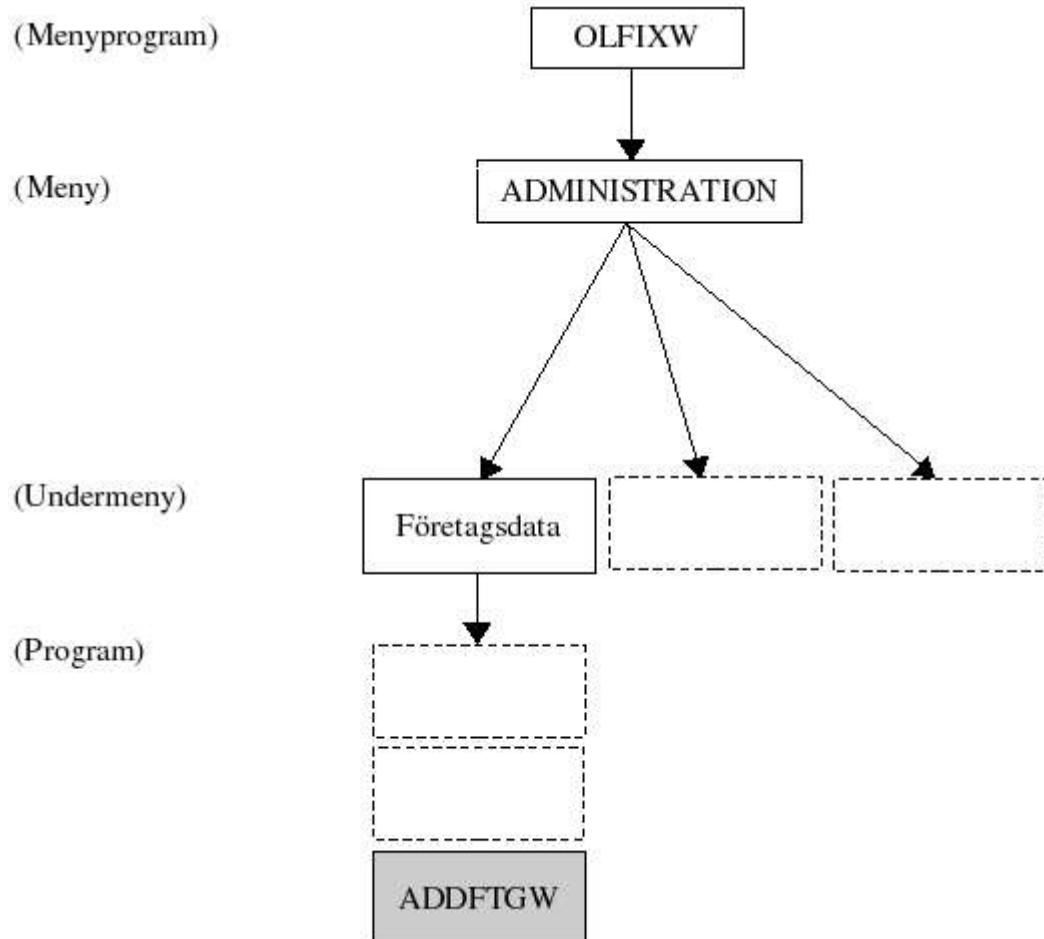 (Menyprogram)
OLFIXW
(Meny)
ADMINISTRATION
(Undermeny)
Företagsdata
(Program)
ADDFTGW